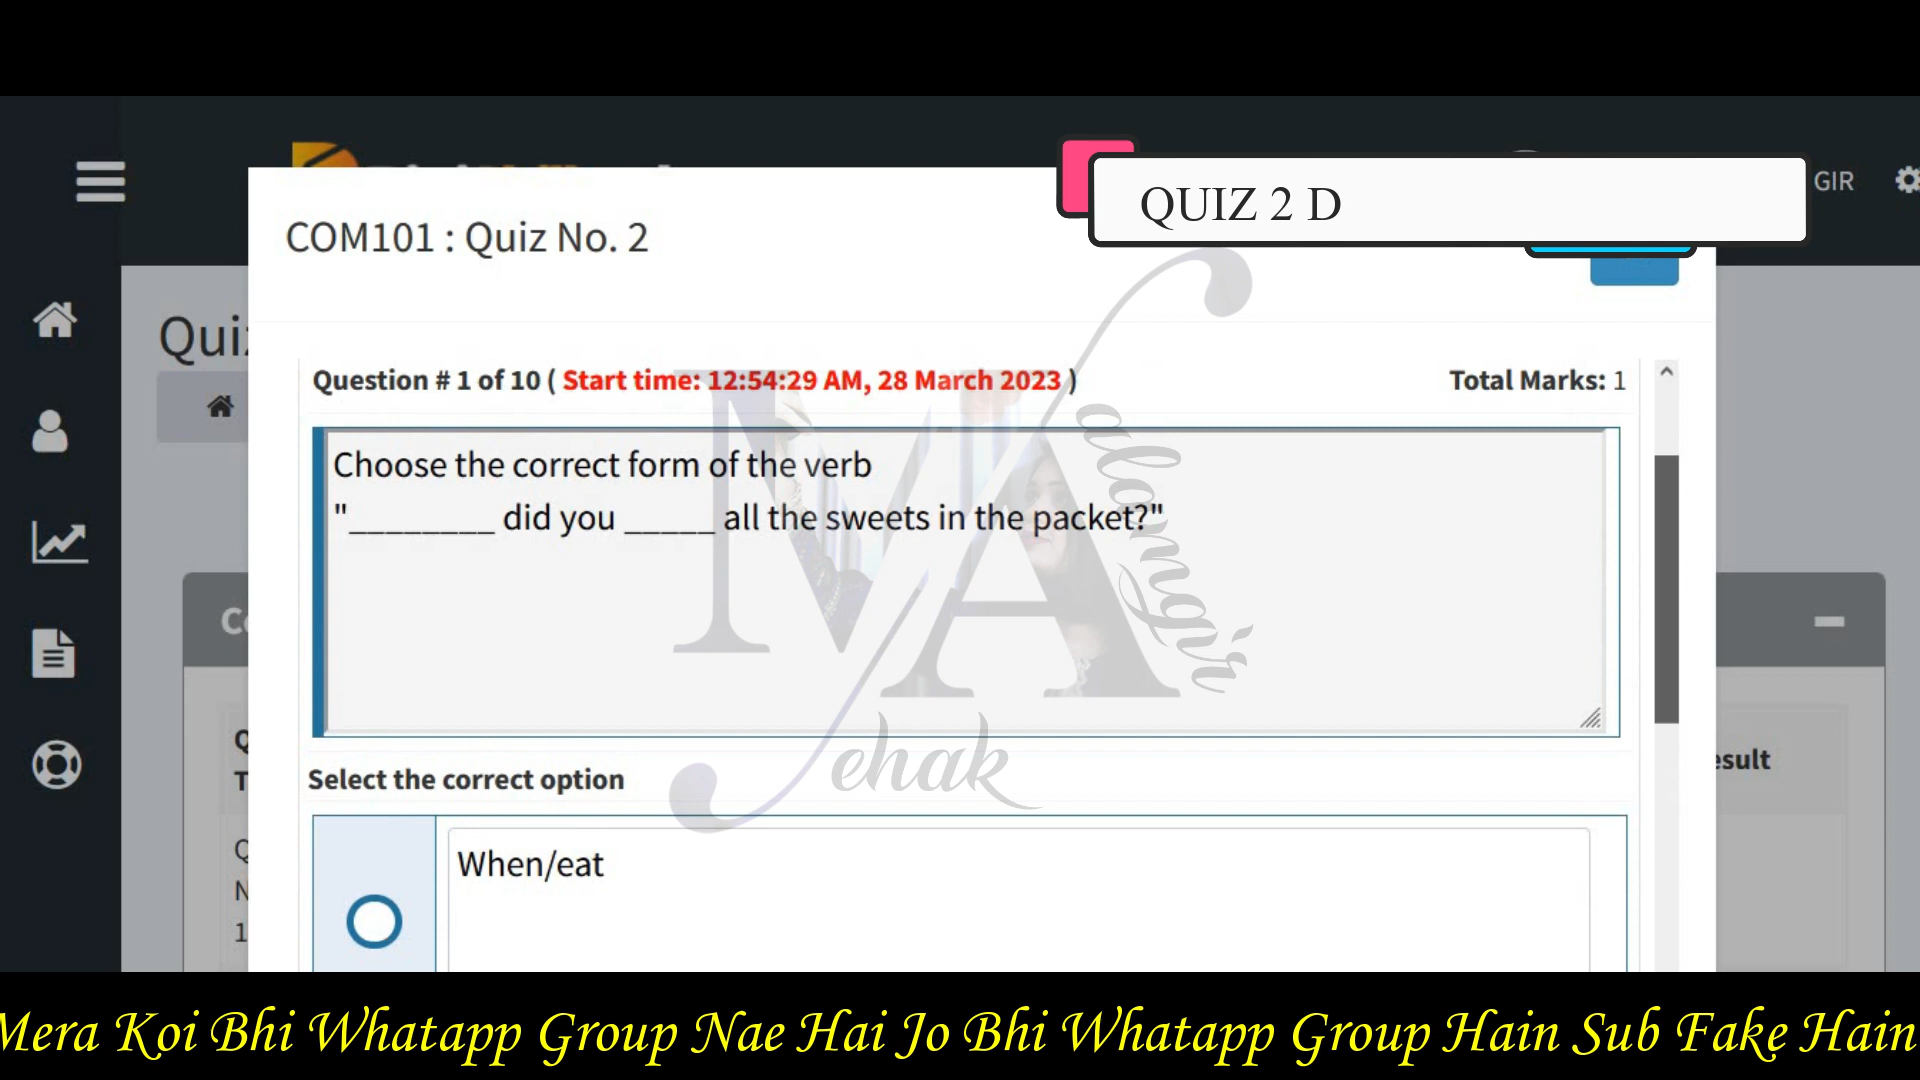 QUIZ 2 D
GIR
COM101 : Quiz No. 2
Question # 1 of 10 ( Start time: 12:54:29 AM, 28 March 2023 )
Total Marks: 1
Choose the correct form of the verb
"________ did you _____ all the sweets in the packet?"
MA
alamgir
ehak
Select the correct option
When/eat
Mera Koi Bhi Whatapp Group Nae Hai Jo Bhi Whatapp Group Hain Sub Fake Hain